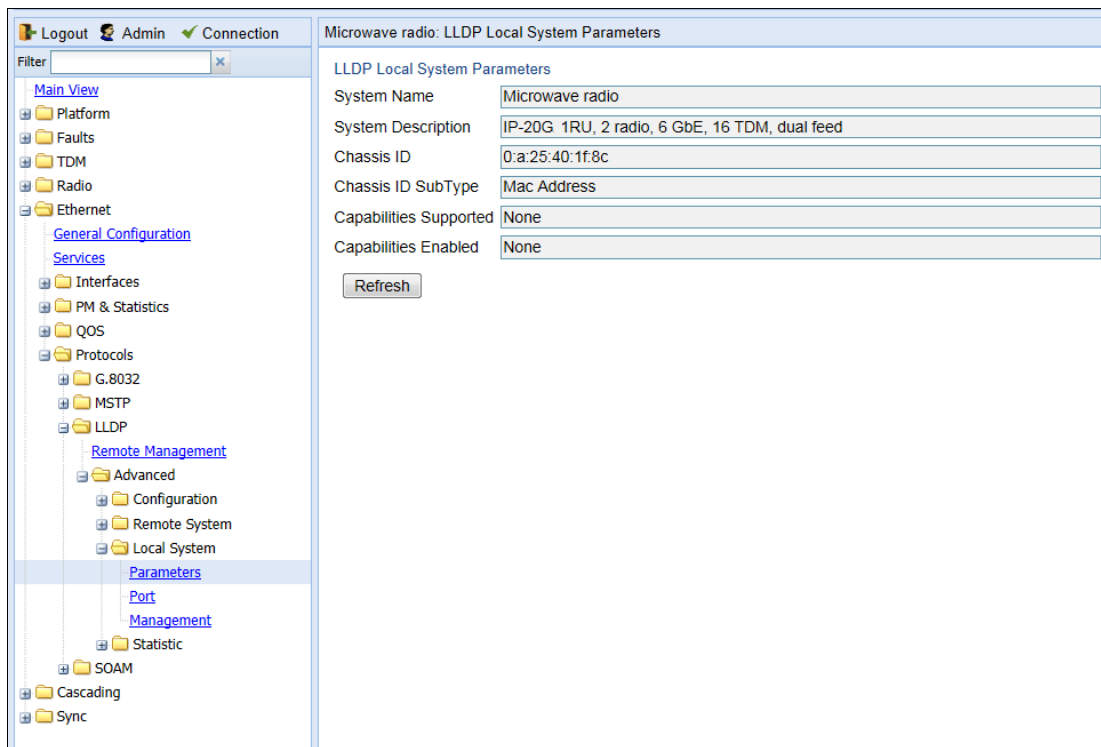 Logout Admin Connection
Filter
Main View
Platform
Faults
TDM
Radio
Ethernet
General Configuration
Services
Interfaces
PM & Statistics
QOS
Protocols
G.8032
MSTP
LLDP
Remote Management
Advanced
Configuration
Remote System
Local System
Parameters
Port
Management
Statistic
SOAM
Cascading
Sync
Microwave radio: LLDP Local System Parameters
LLDP Local System Parameters
System Name Microwave radio
System Description IP-20G 1RU, 2 radio, 6 GbE, 16 TDM, dual feed
Chassis ID 0:a:25:40:1f:8c
Chassis ID SubType Mac Address
Capabilities Supported None
Capabilities Enabled None
Refresh